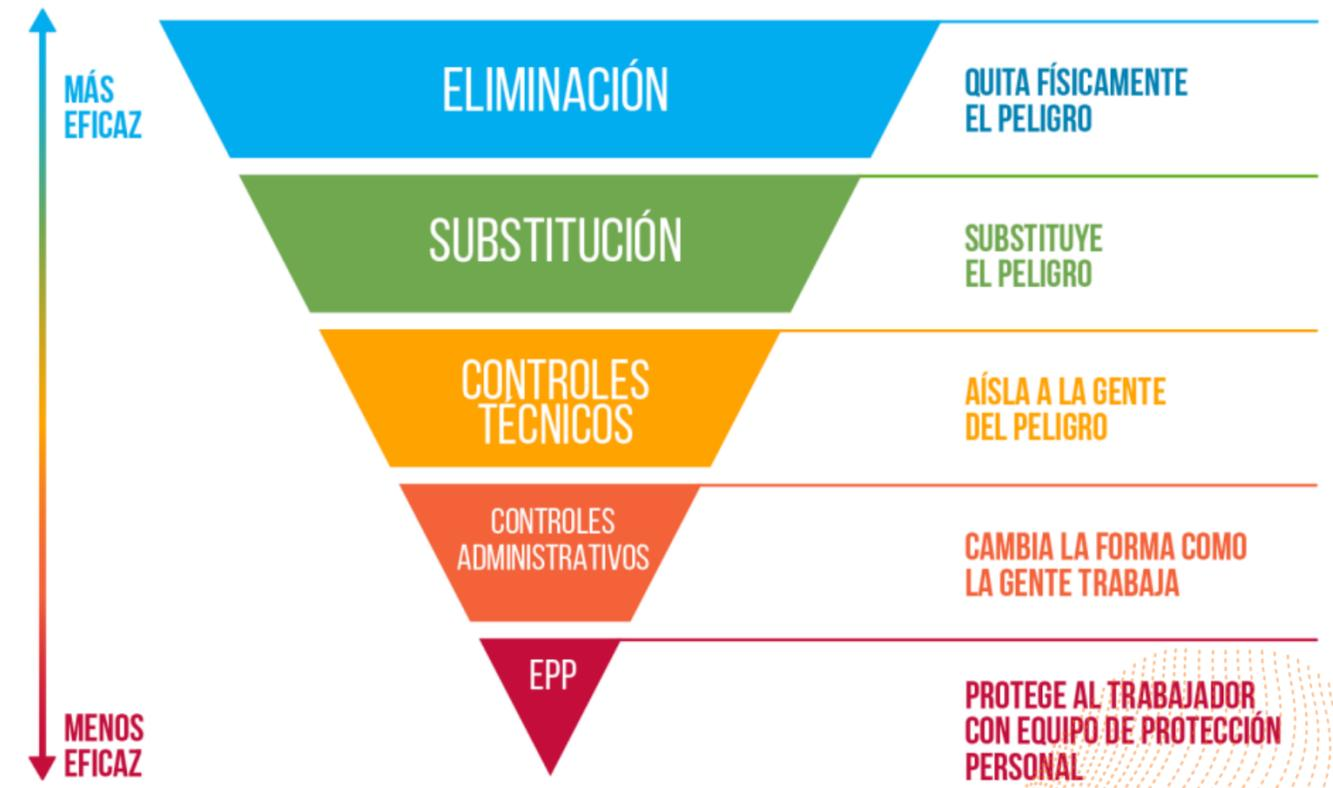 MÁS
EFICAZ
ELIMINACIÓN
QUITA FÍSICAMENTE
EL PELIGRO
SUBSTITUCIÓN
SUBSTITUYE
EL PELIGRO
CONTROLES
TÉCNICOS
AÍSLA A LA GENTE
DEL PELIGRO
CONTROLES
ADMINISTRATIVOS
CAMBIA LA FORMA COMO
LA GENTE TRABAJA
EPP
PROTEGE AL TRABAJADOR
CON EQUIPO DE PROTECCIÓN
PERSONAL
MENOS
EFICAZ